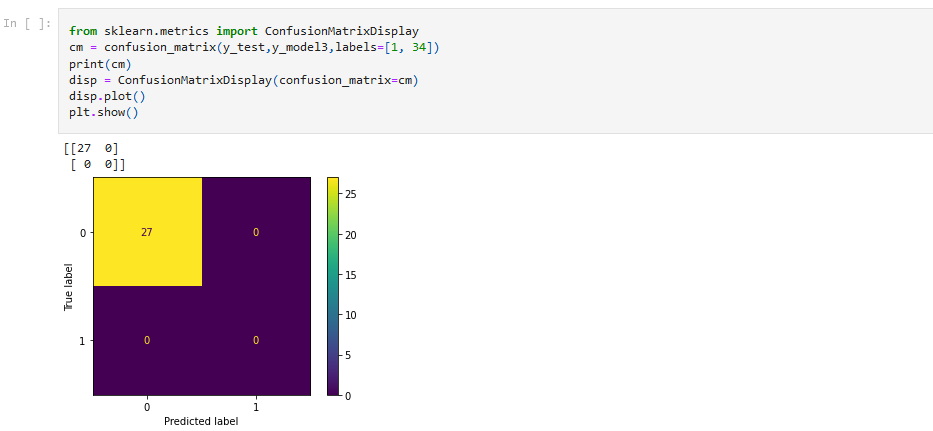 In [ ]:
from sklearn.metrics import ConfusionMatrixDisplay
cm = confusion_matrix(y_test,y_model3,labels=[1, 34])
print(cm)
disp = ConfusionMatrixDisplay(confusion_matrix=cm)
disp.plot()
plt.show()
[[27  0]
 [ 0  0]]
25
0
27
0
20
15
True label
10
1
0
0
5
0
0
1
Predicted label